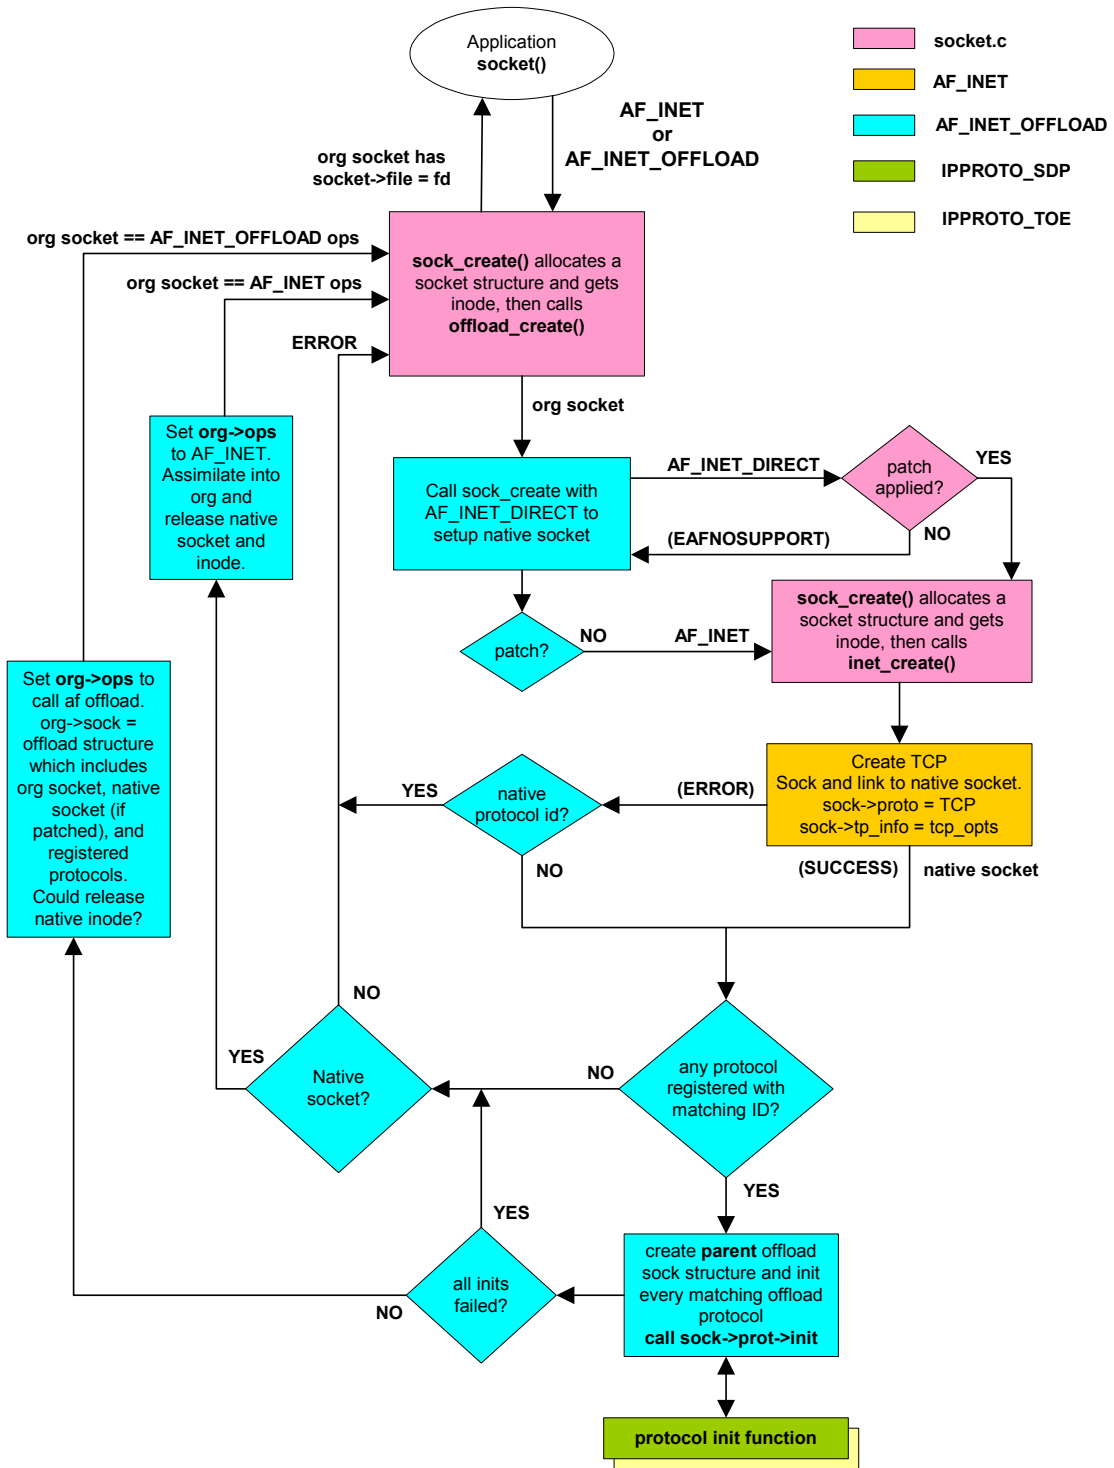 Application
socket()
socket.c
AF_INET
AF_INET_OFFLOAD
IPPROTO_SDP
IPPROTO_TOE
AF_INET
or
AF_INET_OFFLOAD
org socket has
socket->file = fd
org socket == AF_INET_OFFLOAD ops
org socket == AF_INET ops
ERROR
sock_create() allocates a
socket structure and gets
inode, then calls
offload_create()
org socket
Set org->ops
to AF_INET.
Assimilate into
org and
release native
socket and
inode.
Call sock_create with
AF_INET_DIRECT to
setup native socket
AF_INET_DIRECT
patch
applied?
YES
NO
(EAFNOSUPPORT)
patch?
NO
AF_INET
sock_create() allocates a
socket structure and gets
inode, then calls
inet_create()
Set org->ops to
call af offload.
org->sock =
offload structure
which includes
org socket, native
socket (if
patched), and
registered
protocols.
Could release
native inode?
YES
native
protocol id?
NO
(ERROR)
Create TCP
Sock and link to native socket.
sock->proto = TCP
sock->tp_info = tcp_opts
(SUCCESS)
native socket
NO
YES
Native
socket?
NO
any protocol
registered with
matching ID?
YES
YES
all inits
failed?
NO
create parent offload
sock structure and init
every matching offload
protocol
call sock->prot->init
protocol init function